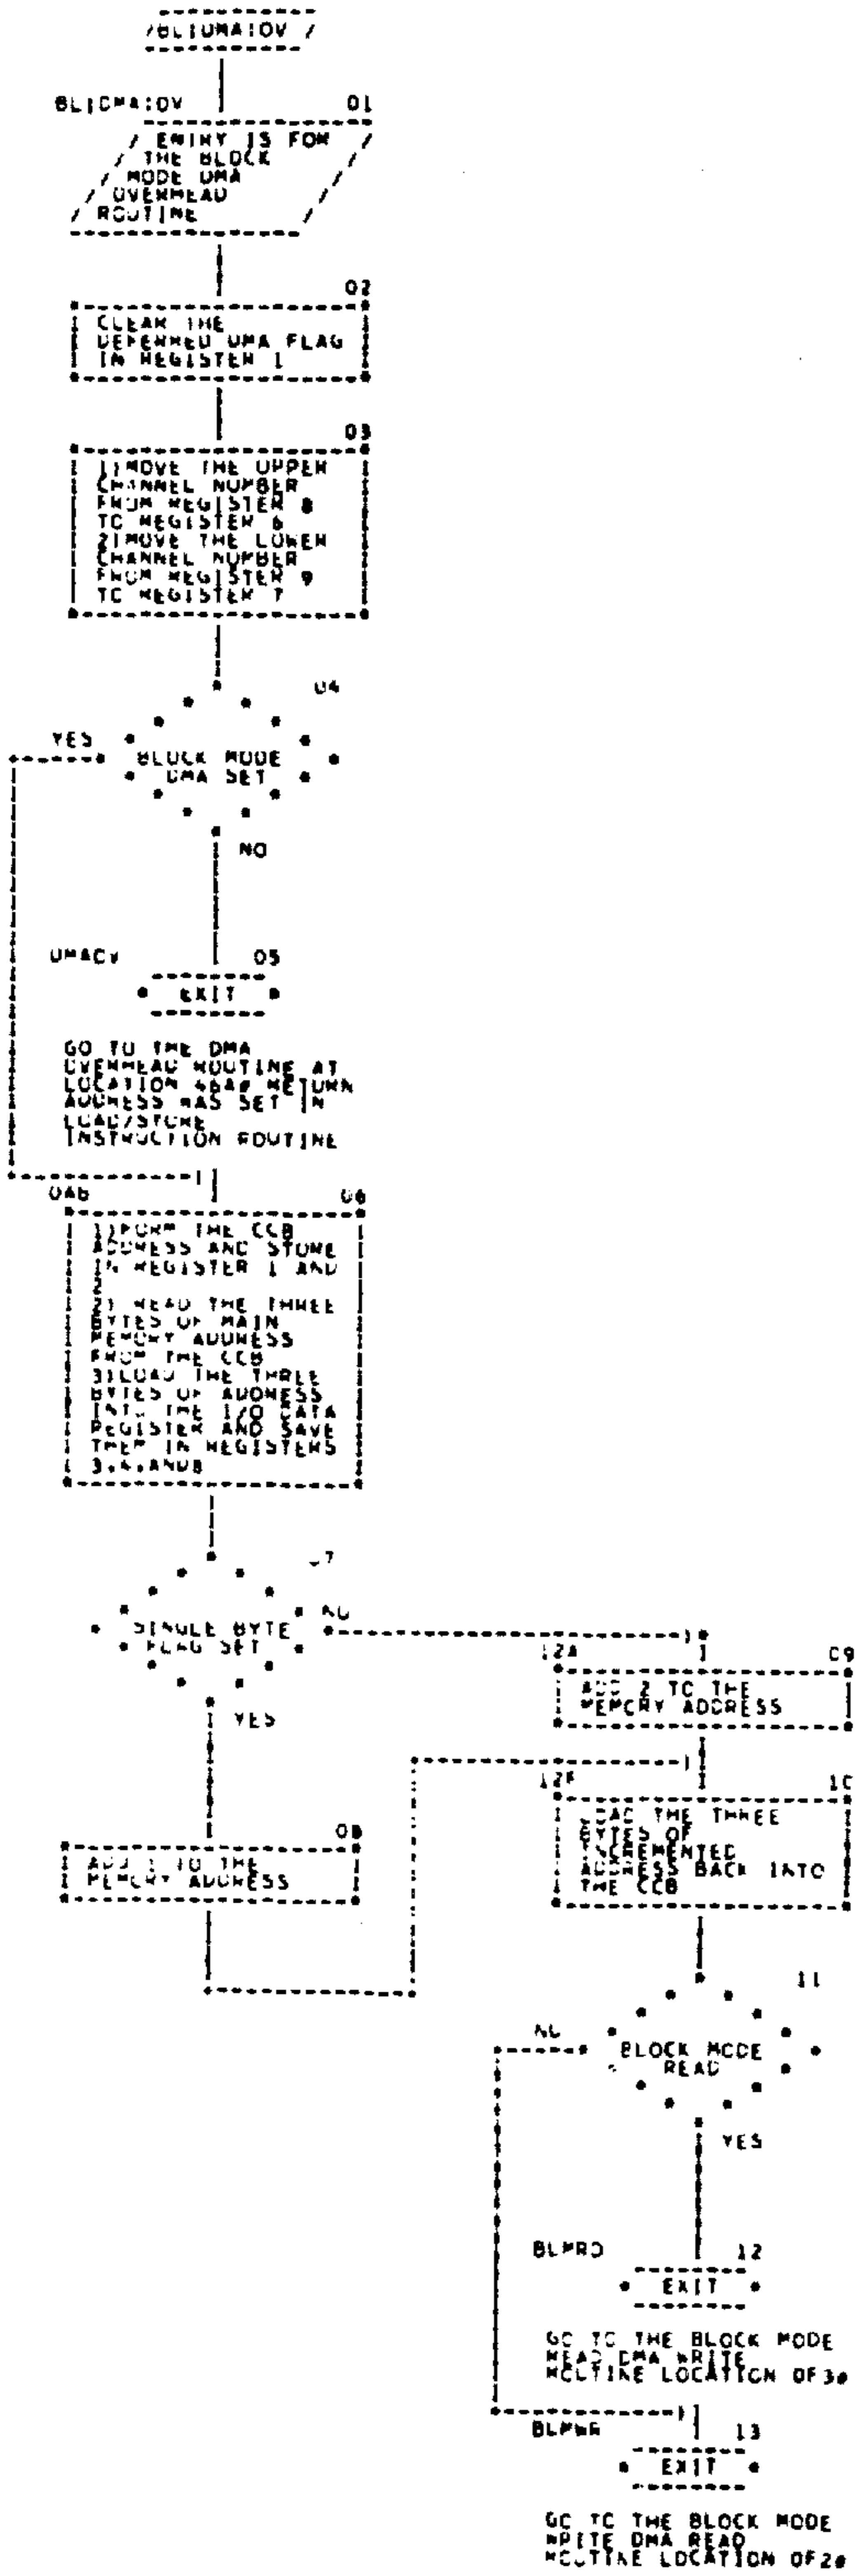 /BLIDMAIOV /
BLIDMAIOV 01
/ ENTRY IS FOR /
/ THE BLOCK /
/ MODE DMA /
/ OVERHEAD /
/ ROUTINE /
02
CLEAR THE
DEFERRED DMA FLAG
IN REGISTER 1
03
1)MOVE THE UPPER
CHANNEL NUMBER
FROM REGISTER 8
TO REGISTER 6
2)MOVE THE LOWER
CHANNEL NUMBER
FROM REGISTER 9
TO REGISTER 7
04
YES
BLOCK MODE
DMA SET
NO
DMAOV 05
EXIT
GO TO THE DMA
OVERHEAD ROUTINE AT
LOCATION RETURN
ADDRESS WAS SET IN
LOAD/STORE
INSTRUCTION ROUTINE
06
1)FORM THE CCB
ADDRESS AND STORE
IN REGISTER 1 AND
2) READ THE THREE
BYTES OF MAIN
MEMORY ADDRESS
FROM THE CCB
3)LOAD THE THREE
BYTES OF ADDRESS
INTO THE I/O DATA
REGISTER AND SAVE
THEM IN REGISTERS
07
SINGLE BYTE
FLAG SET
NO
YES
12A 09
ADD 2 TO THE
MEMORY ADDRESS
08
ADD 1 TO THE
MEMORY ADDRESS
12F 10
LOAD THE THREE
BYTES OF
INCREMENTED
ADDRESS BACK INTO
THE CCB
11
NO
BLOCK MODE
READ
YES
BLMRD 12
EXIT
GO TO THE BLOCK MODE
READ DMA WRITE
ROUTINE LOCATION 0F3#
BLMWR 13
EXIT
GO TO THE BLOCK MODE
WRITE DMA READ
ROUTINE LOCATION 0F2#